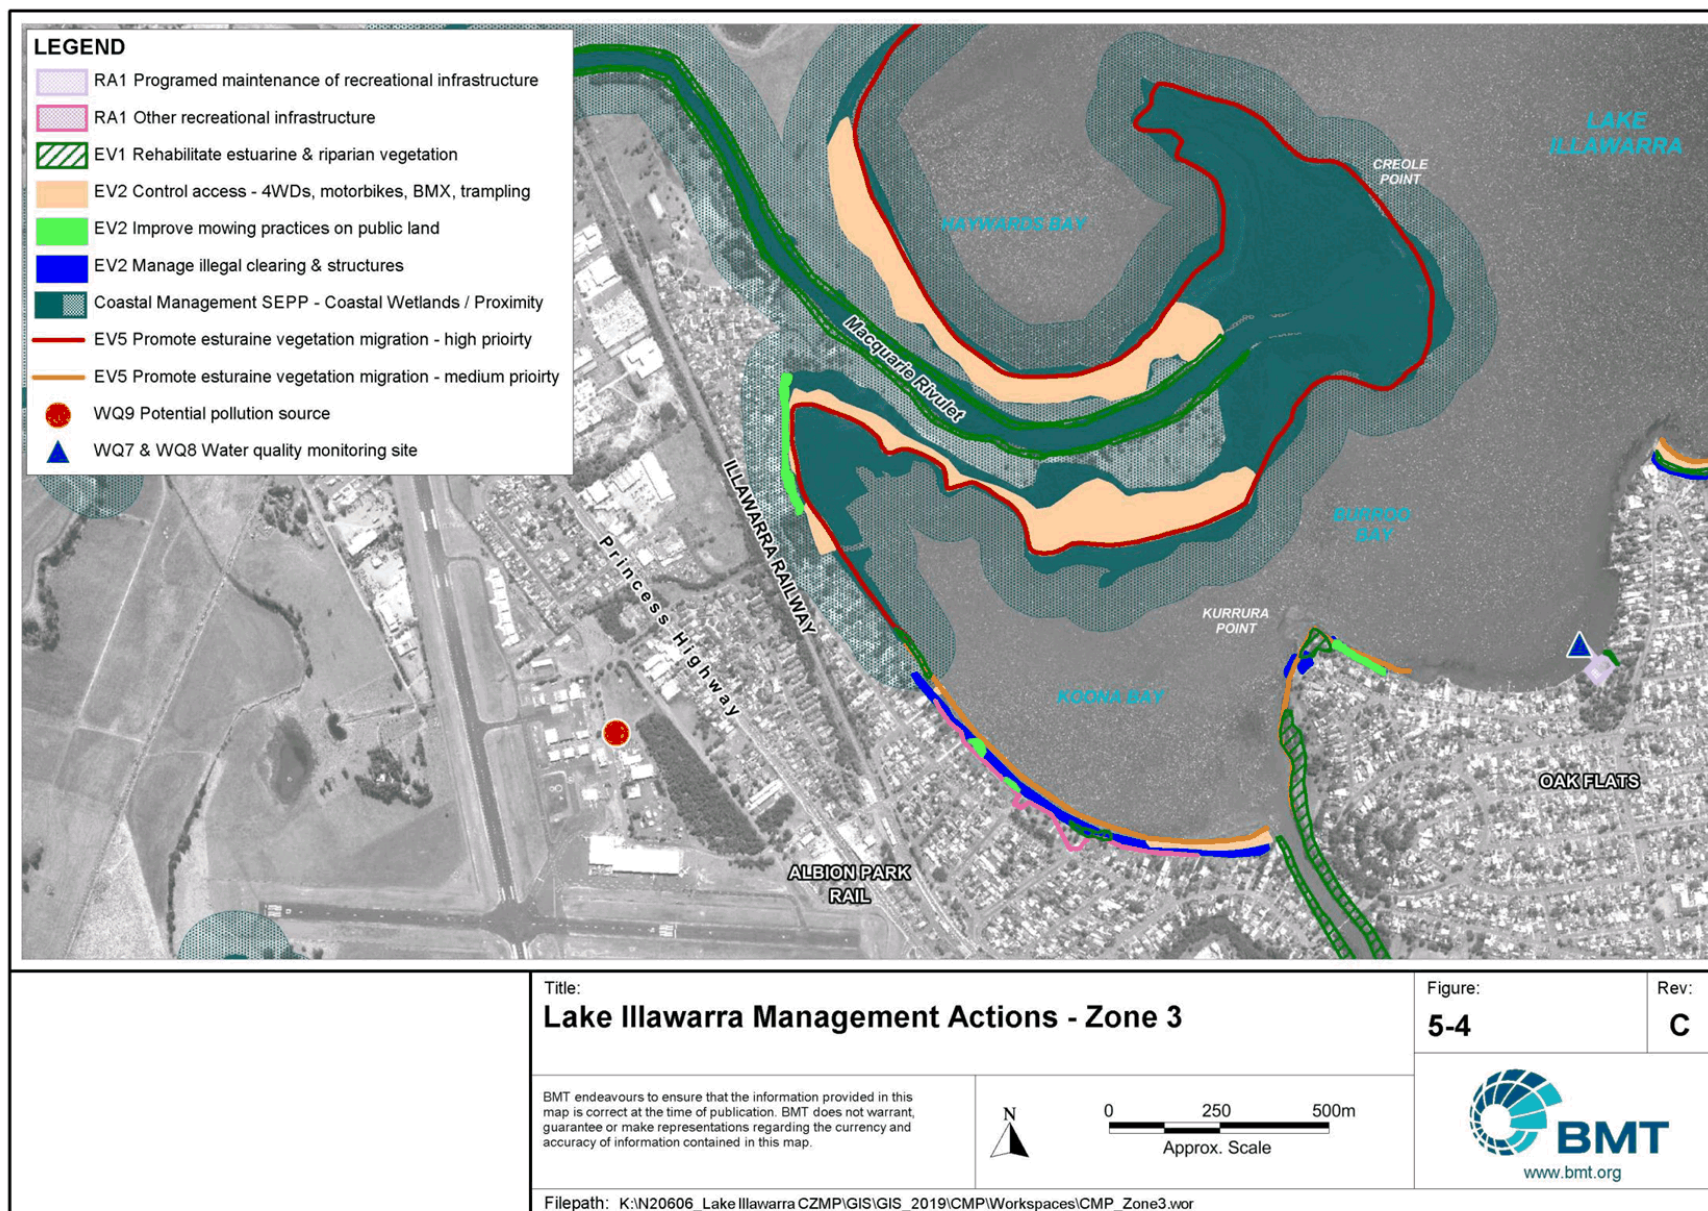 LEGEND
RA1 Programed maintenance of recreational infrastructure
RA1 Other recreational infrastructure
EV1 Rehabilitate estuarine & riparian vegetation
EV2 Control access - 4WDs, motorbikes, BMX, trampling
EV2 Improve mowing practices on public land
EV2 Manage illegal clearing & structures
Coastal Management SEPP - Coastal Wetlands / Proximity
EV5 Promote esturaine vegetation migration - high prioirty
EV5 Promote esturaine vegetation migration - medium prioirty
WQ9 Potential pollution source
WQ7 & WQ8 Water quality monitoring site
LAKE
ILLAWARRA
CREOLE
POINT
HAYWARDS BAY
Macquarie Rivulet
ILLAWARRA RAILWAY
Princess Highway
BURROO
BAY
KURRURA
POINT
KOONA BAY
OAK FLATS
ALBION PARK
RAIL
Title:
Lake Illawarra Management Actions - Zone 3
Figure:
5-4
Rev:
C
BMT endeavours to ensure that the information provided in this
map is correct at the time of publication. BMT does not warrant,
guarantee or make representations regarding the currency and
accuracy of information contained in this map.
N
0 250 500m
Approx. Scale
BMT
www.bmt.org
Filepath: K:\N20606_Lake Illawarra CZMP\GIS\GIS_2019\CMP\Workspaces\CMP_Zone3.wor